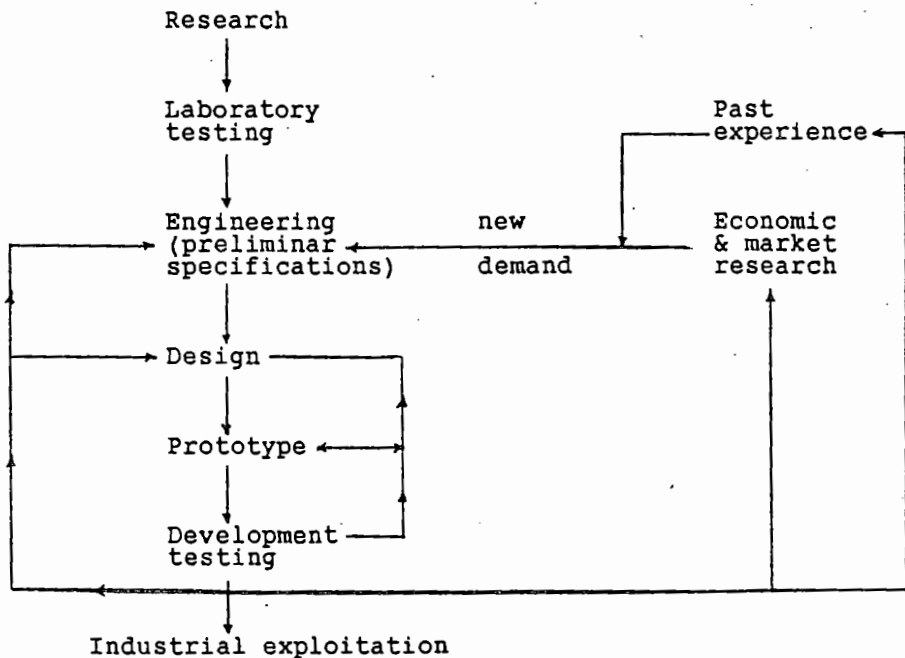 Research
Laboratory
testing
Past
experience
Engineering
(preliminar
specifications)
new
demand
Economic
& market
research
Design
Prototype
Development
testing
Industrial exploitation